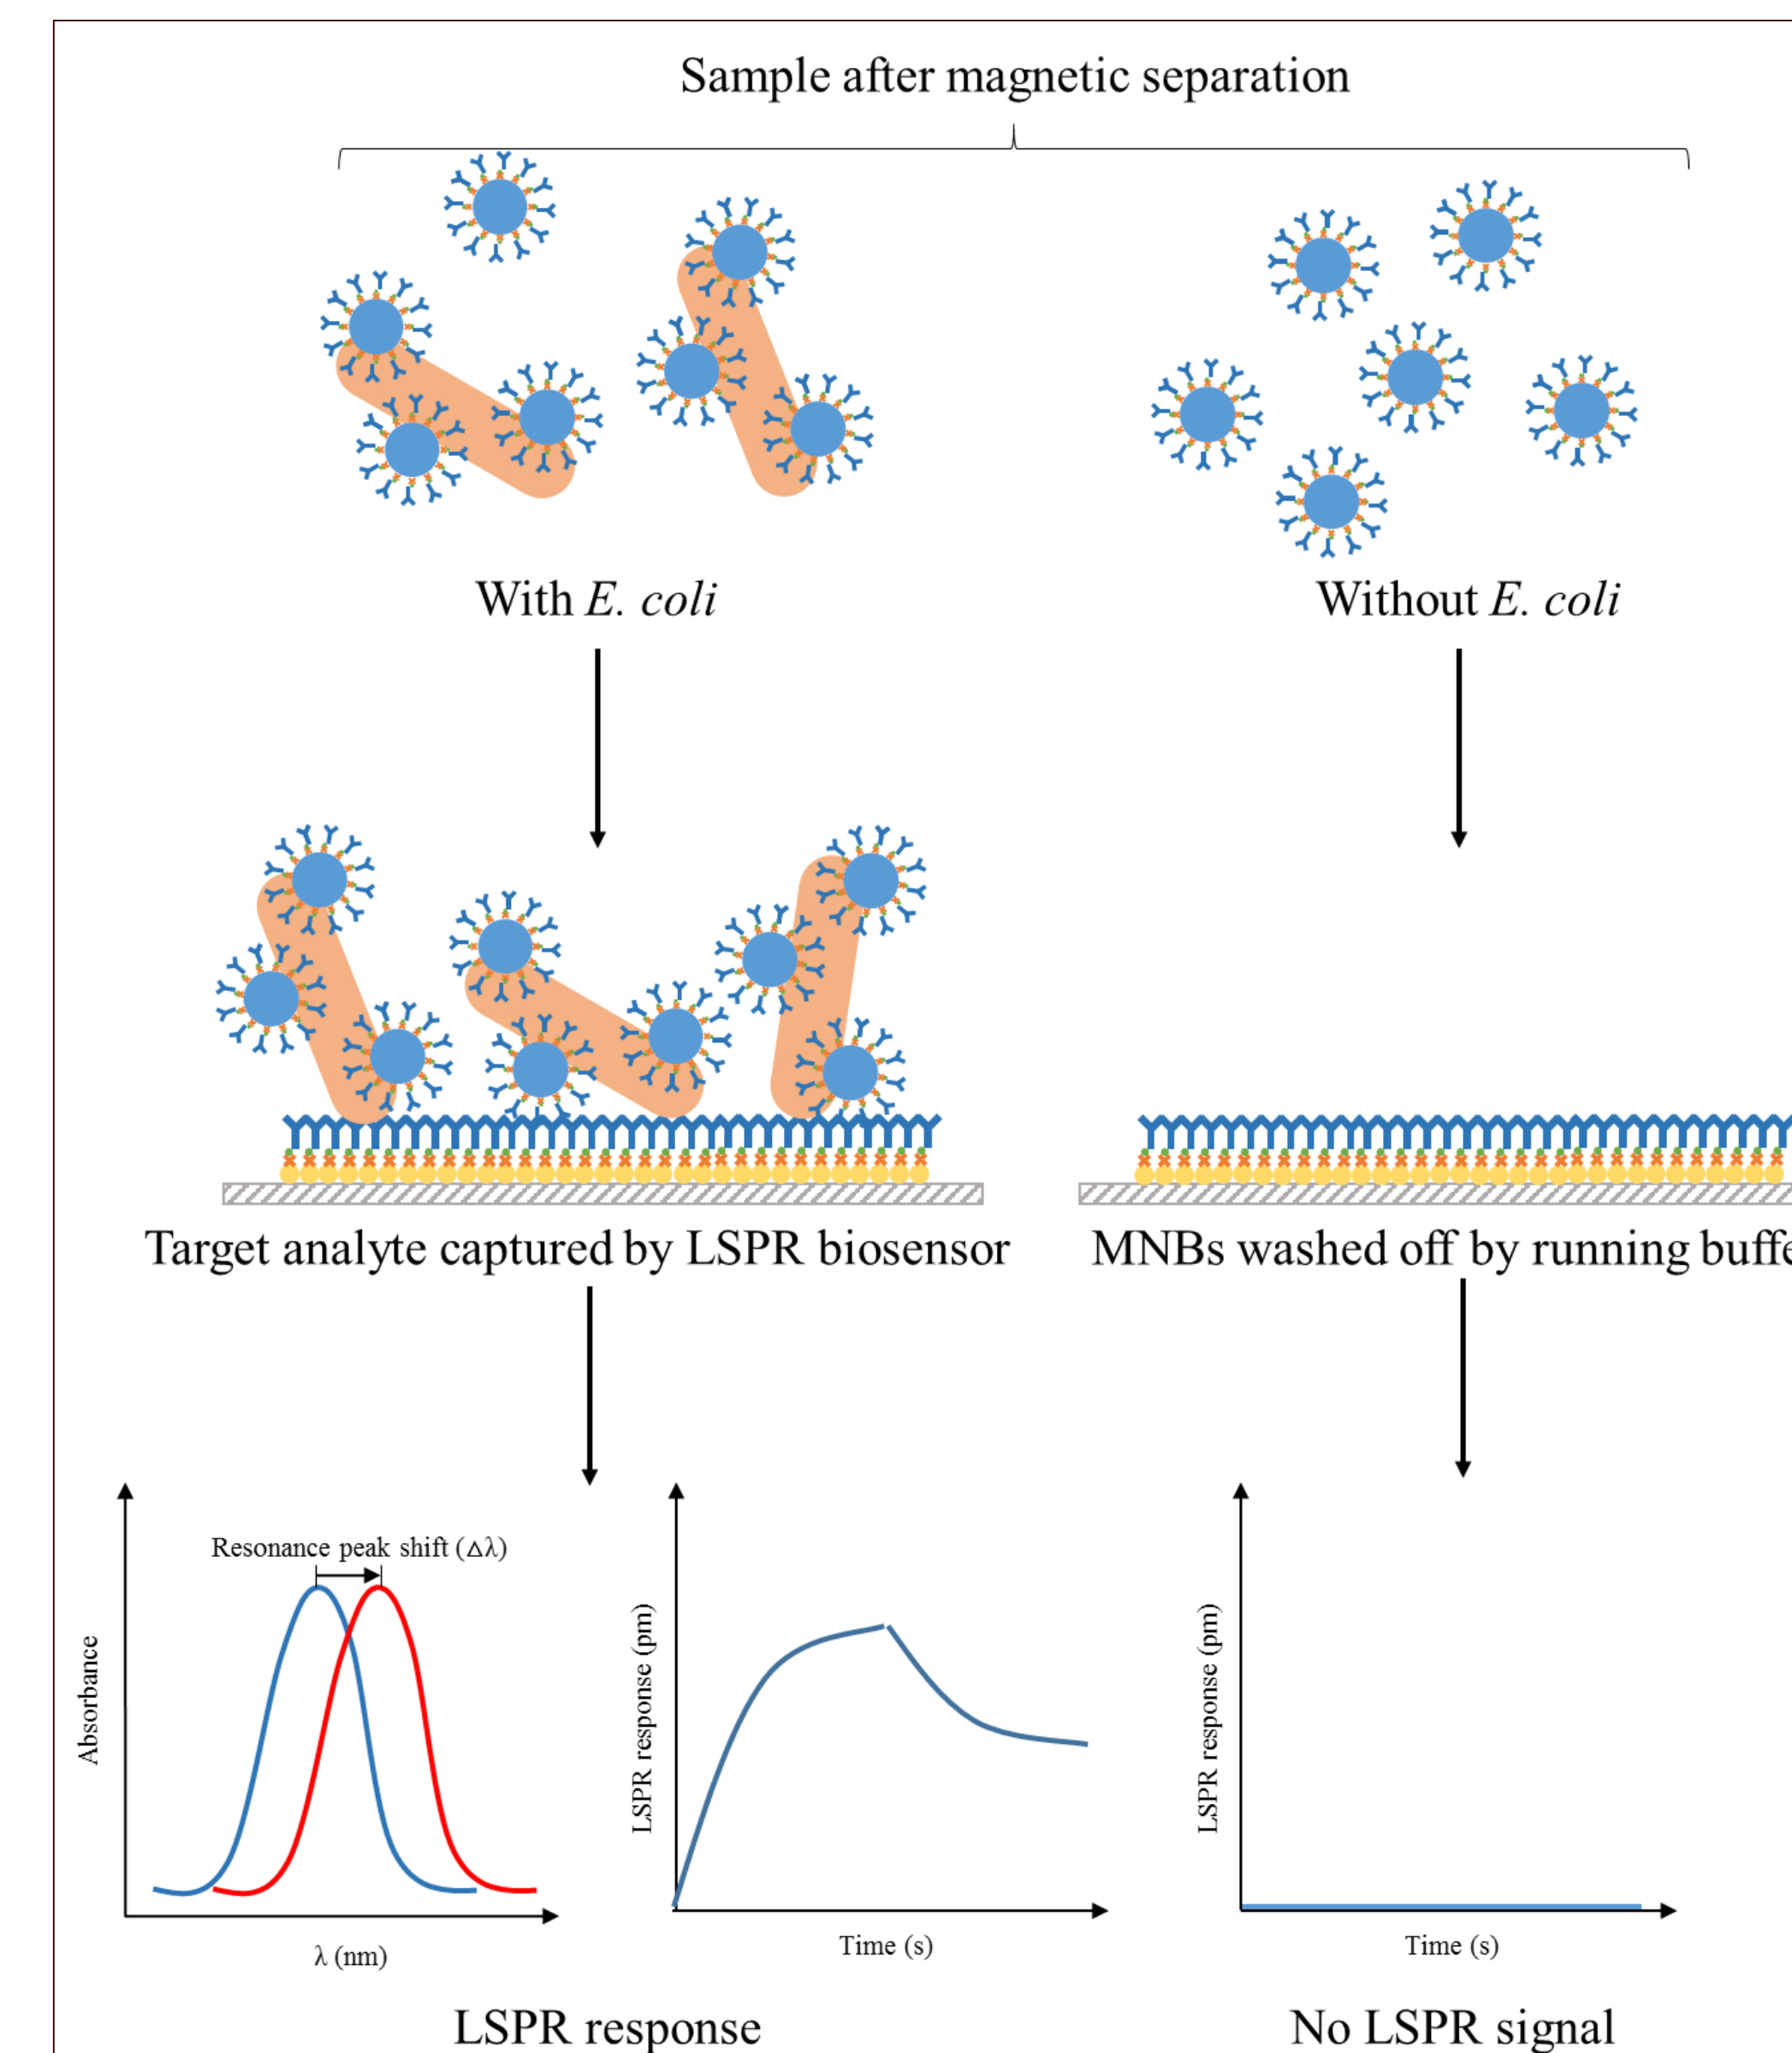 Sample after magnetic separation
With E. coli
Without E. coli
Target analyte captured by LSPR biosensor
MNBs washed off by running buffe
Resonance peak shift (△λ)
Absorbance
λ (nm)
LSPR response (pm)
Time (s)
LSPR response (pm)
Time (s)
LSPR response
No LSPR signal